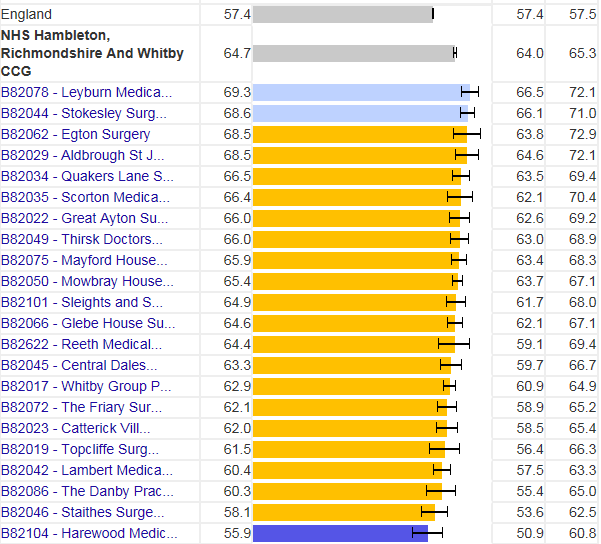 England 57.4 57.4 57.5
NHS Hambleton,
Richmondshire And Whitby 64.7 64.0 65.3
CCG
B82078 - Leyburn Medica... 69.3 66.5 72.1
B82044 - Stokesley Surg... 68.6 66.1 71.0
B82062 - Egton Surgery 68.5 63.8 72.9
B82029 - Aldbrough St J... 68.5 64.6 72.1
B82034 - Quakers Lane S... 66.5 63.5 69.4
B82035 - Scorton Medica... 66.4 62.1 70.4
B82022 - Great Ayton Su... 66.0 62.6 69.2
B82049 - Thirsk Doctors... 66.0 63.0 68.9
B82075 - Mayford House... 65.9 63.4 68.3
B82050 - Mowbray House... 65.4 63.7 67.1
B82101 - Sleights and S... 64.9 61.7 68.0
B82066 - Glebe House Su... 64.6 62.1 67.1
B82622 - Reeth Medical... 64.4 59.1 69.4
B82045 - Central Dales... 63.3 59.7 66.7
B82017 - Whitby Group P... 62.9 60.9 64.9
B82072 - The Friary Sur... 62.1 58.9 65.2
B82023 - Catterick Vill... 62.0 58.5 65.4
B82019 - Topcliffe Surg... 61.5 56.4 66.3
B82042 - Lambert Medica... 60.4 57.5 63.3
B82086 - The Danby Prac... 60.3 55.4 65.0
B82046 - Staithes Surge... 58.1 53.6 62.5
B82104 - Harewood Medic... 55.9 50.9 60.8